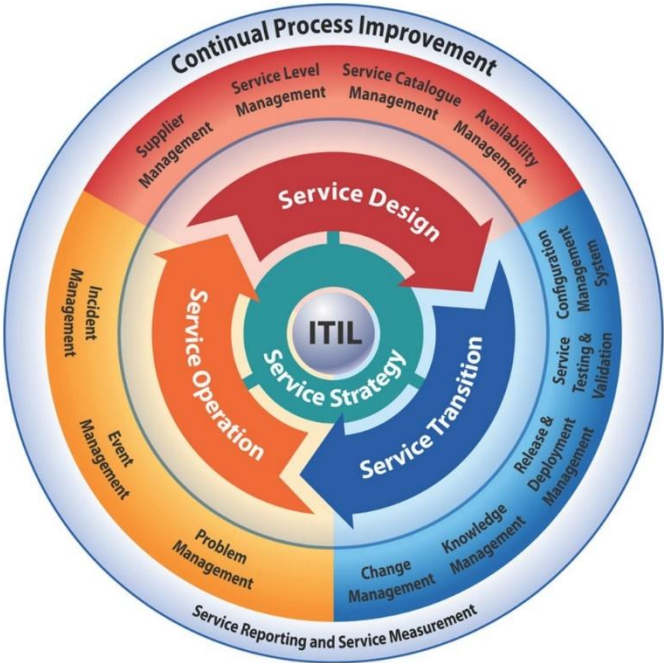 Continual Process Improvement
Supplier
Management
Service Level
Management
Service Catalogue
Management
Availability
Management
Configuration
Management
System
Service
Testing &
Validation
Release &
Deployment
Management
Knowledge
Management
Change
Management
Problem
Management
Event
Management
Incident
Management
Service Design
Service Transition
Service Operation
ITIL
Service Strategy
Service Reporting and Service Measurement